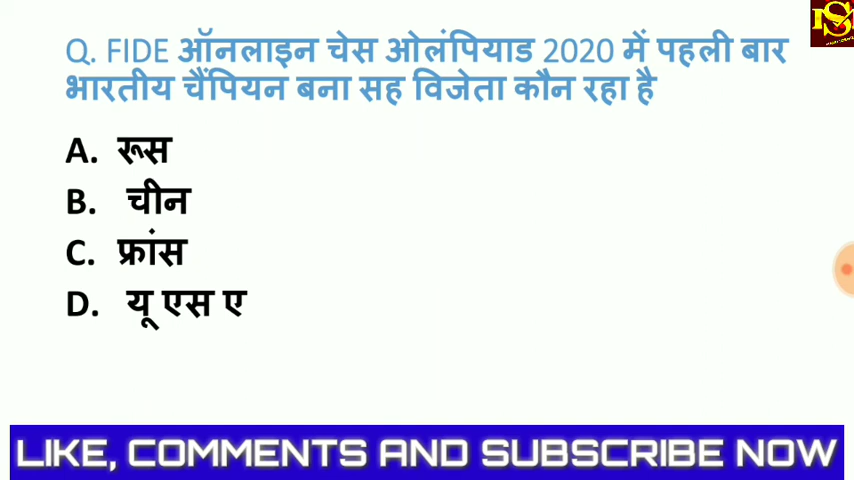 Q. FIDE ऑनलाइन चेस ओलंपियाड 2020 में पहली बार
भारतीय चैंपियन बना सह विजेता कौन रहा है
A. रूस
B. चीन
C. फ्रांस
D. यू एस ए
LIKE, COMMENTS AND SUBSCRIBE NOW